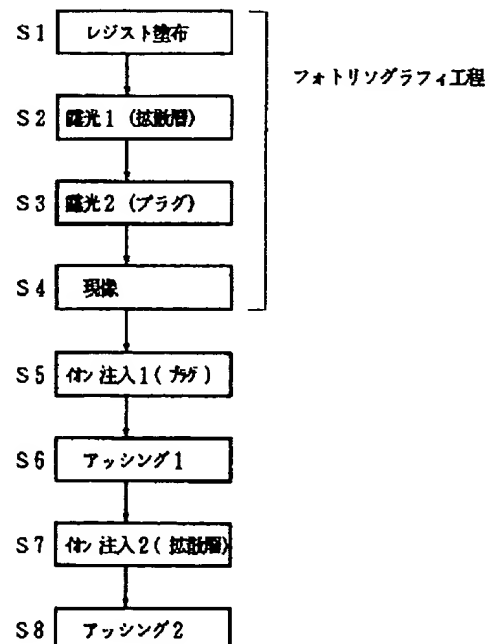 S1 レジスト塗布
フォトリソグラフィ工程
S2 露光1 (拡散層)
S3 露光2 (プラグ)
S4 現像
S5 イオン注入1 (プラグ)
S6 アッシング1
S7 イオン注入2 (拡散層)
S8 アッシング2